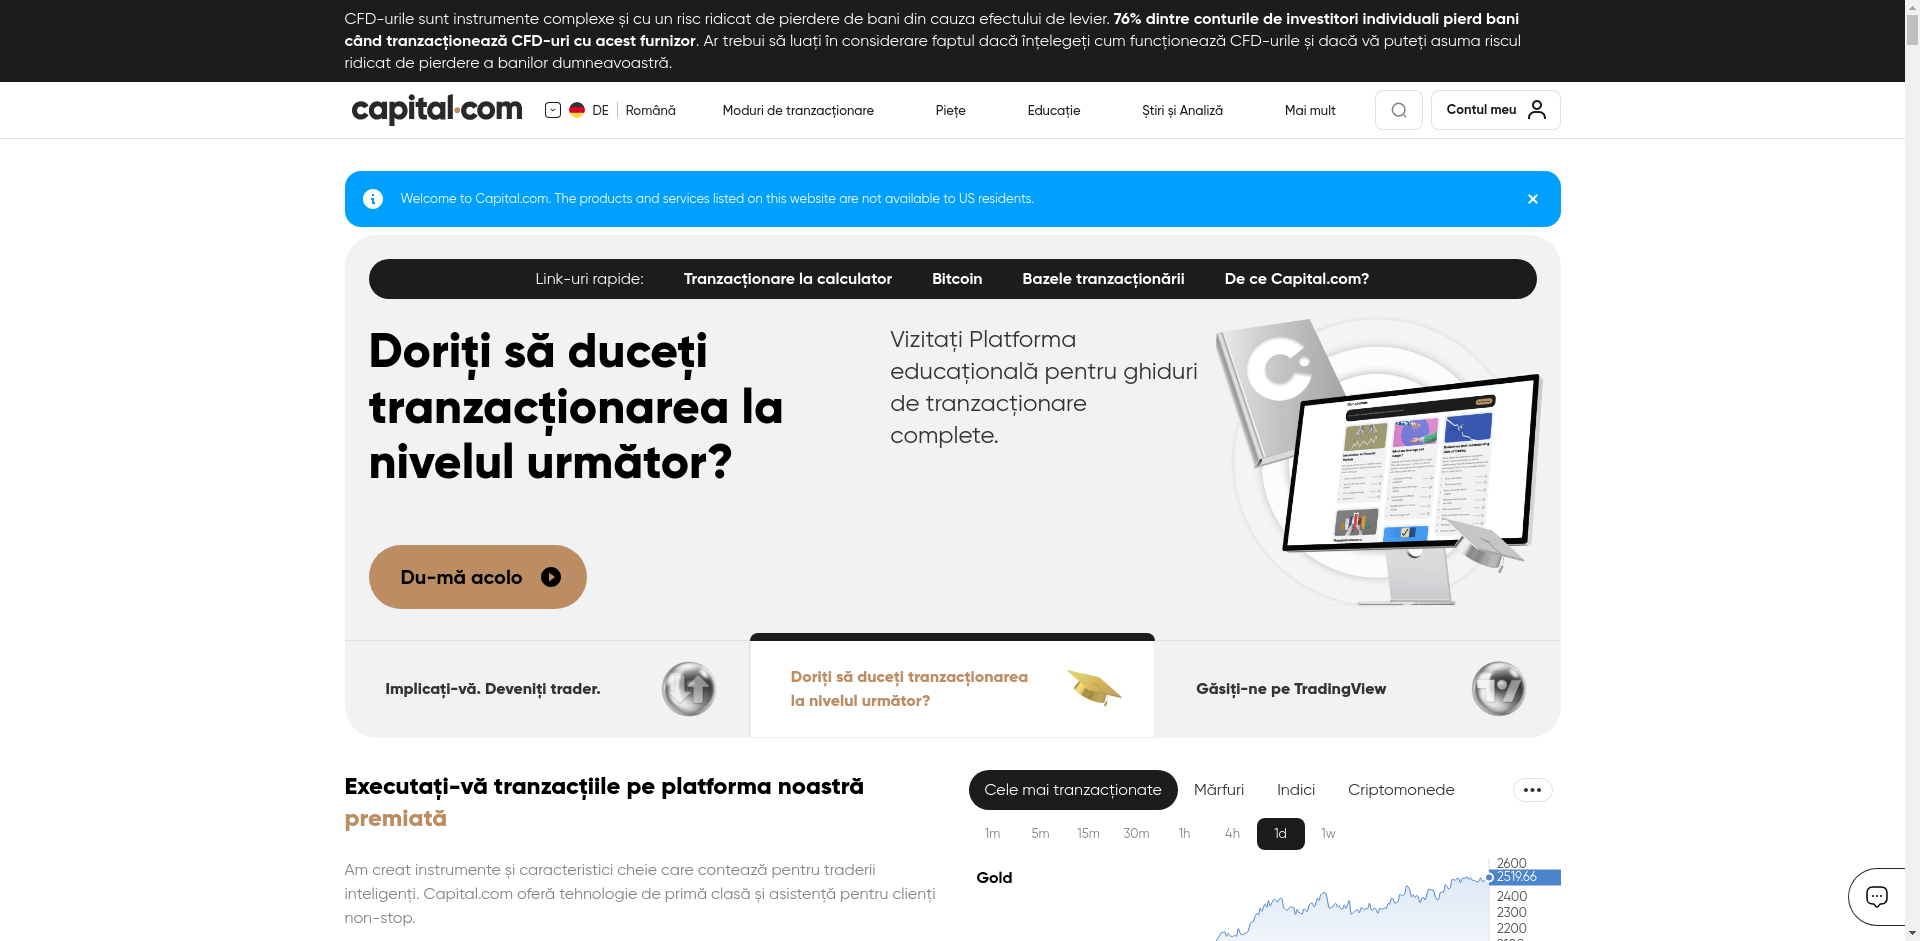 CFD-urile sunt instrumente complexe și cu un risc ridicat de pierdere de bani din cauza efectului de levier. 76% dintre conturile de investitori individuali pierd bani
când tranzacționează CFD-uri cu acest furnizor. Ar trebui să luați în considerare faptul dacă înțelegeți cum funcționează CFD-urile și dacă vă puteți asuma riscul
ridicat de pierdere a banilor dumneavoastră.
capital.com DE Română Moduri de tranzacționare Piețe Educație Știri și Analiză Mai mult Contul meu
Welcome to Capital.com. The products and services listed on this website are not available to US residents.
Link-uri rapide: Tranzacționare la calculator Bitcoin Bazele tranzacționării De ce Capital.com?
Doriți să duceți
tranzacționarea la
nivelul următor?
Vizitați Platforma
educațională pentru ghiduri
de tranzacționare
complete.
Du-mă acolo
Implicați-vă. Deveniți trader.
Doriți să duceți tranzacționarea
la nivelul următor?
Găsiți-ne pe TradingView
Executați-vă tranzacțiile pe platforma noastră
premiată
Am creat instrumente și caracteristici cheie care contează pentru traderii
inteligenți. Capital.com oferă tehnologie de primă clasă și asistență pentru clienți
non-stop.
Cele mai tranzacționate Mărfuri Indici Criptomonede
1m 5m 15m 30m 1h 4h 1d 1w
Gold
2600
2519.66
2400
2300
2200